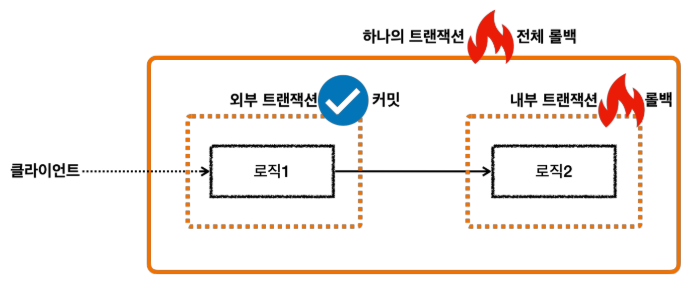 하나의 트랜잭션 전체 롤백
외부 트랜잭션 커밋
내부 트랜잭션 롤백
클라이언트
로직1
로직2